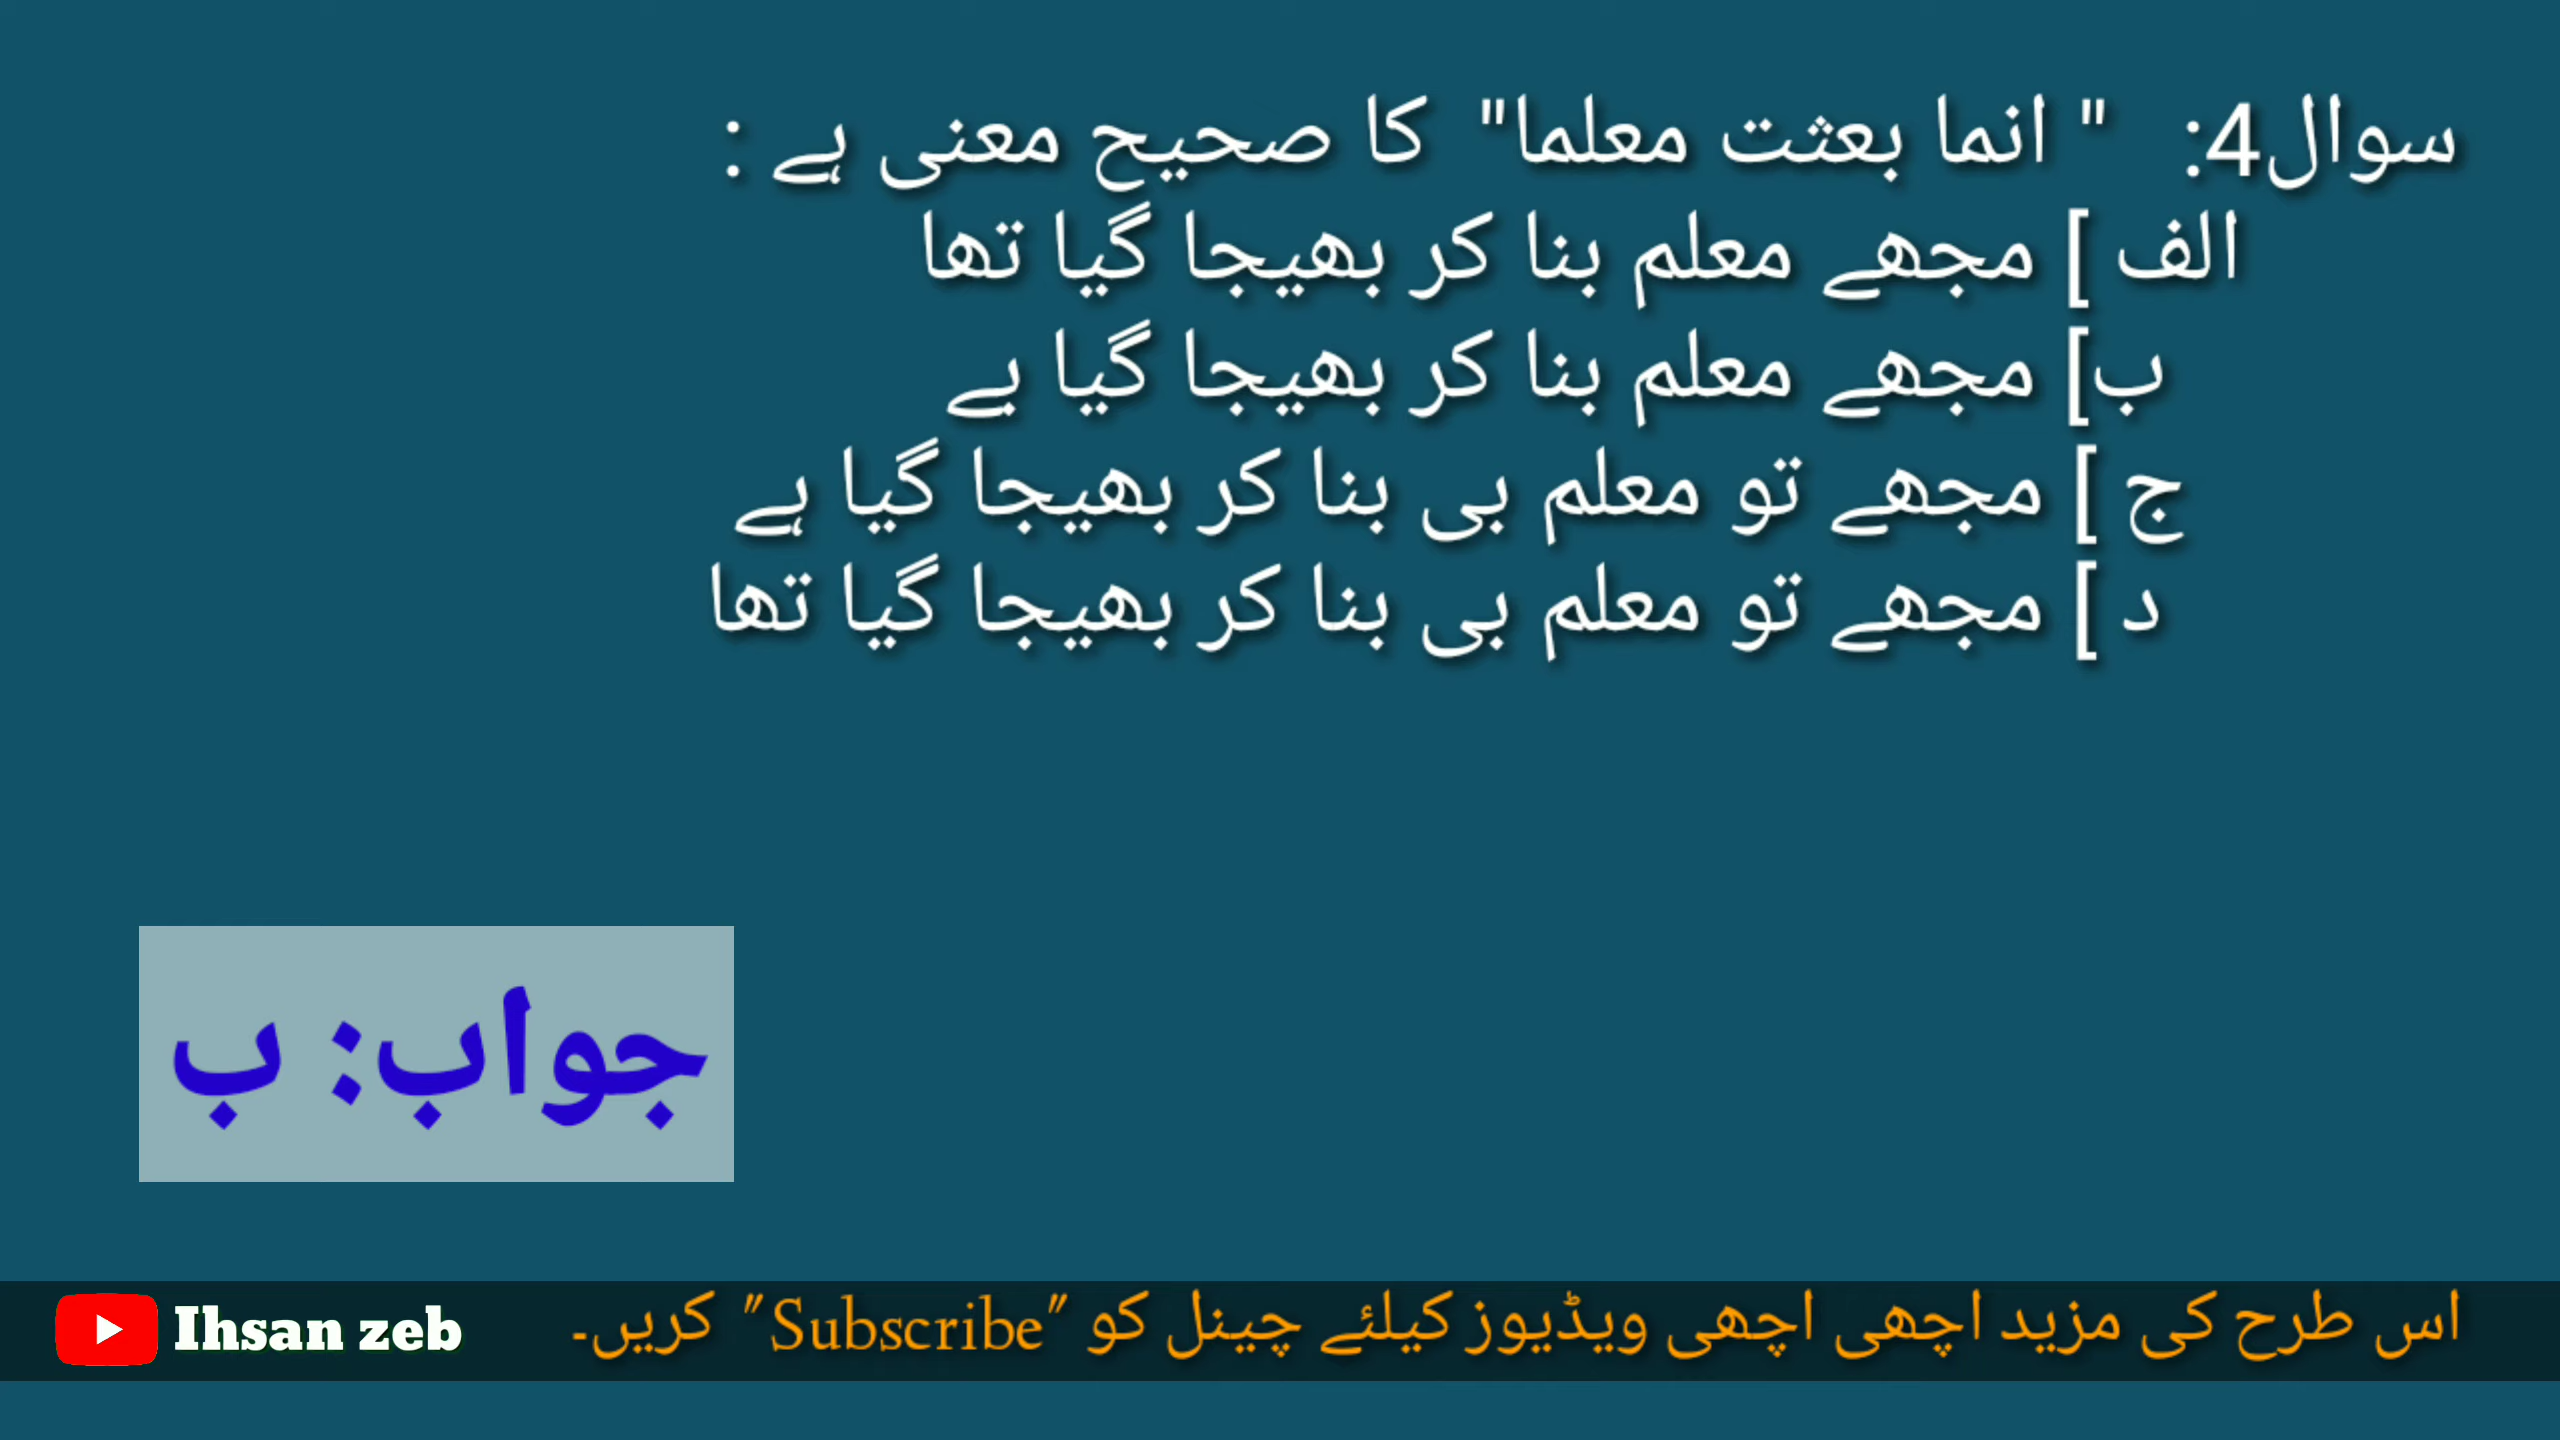 سوال4: " انما بعثت معلما" کا صحیح معنی ہے :
الف ] مجھے معلم بنا کر بھیجا گیا تھا
ب] مجھے معلم بنا کر بھیجا گیا ہے
ج ] مجھے تو معلم ہی بنا کر بھیجا گیا ہے
د ] مجھے تو معلم ہی بنا کر بھیجا گیا تھا
جواب: ب
Ihsan zeb
اس طرح کی مزید اچھی اچھی ویڈیوز کیلئے چینل کو "Subscribe" کریں۔